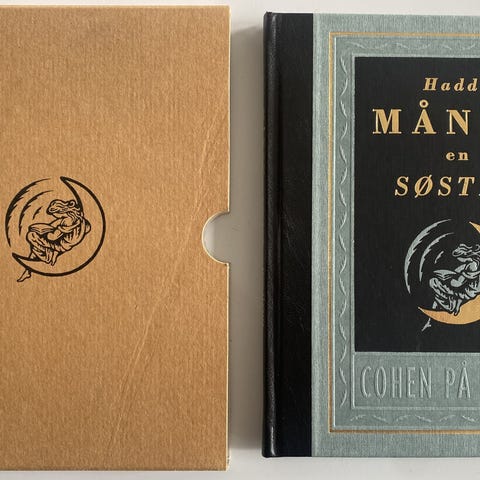 Hadd
MÅN
en
SØST
COHEN PÅ